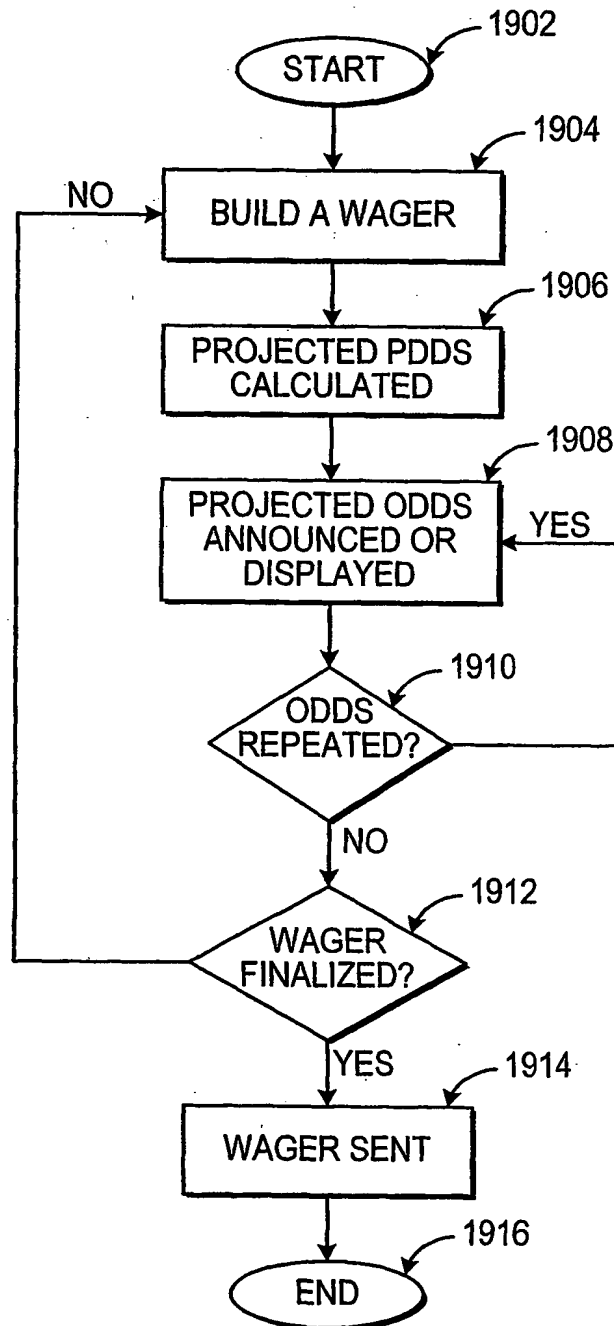 1902
START
1904
NO
BUILD A WAGER
1906
PROJECTED PDDS
CALCULATED
1908
PROJECTED ODDS
ANNOUNCED OR
DISPLAYED
YES
1910
ODDS
REPEATED?
NO
1912
WAGER
FINALIZED?
YES
1914
WAGER SENT
1916
END